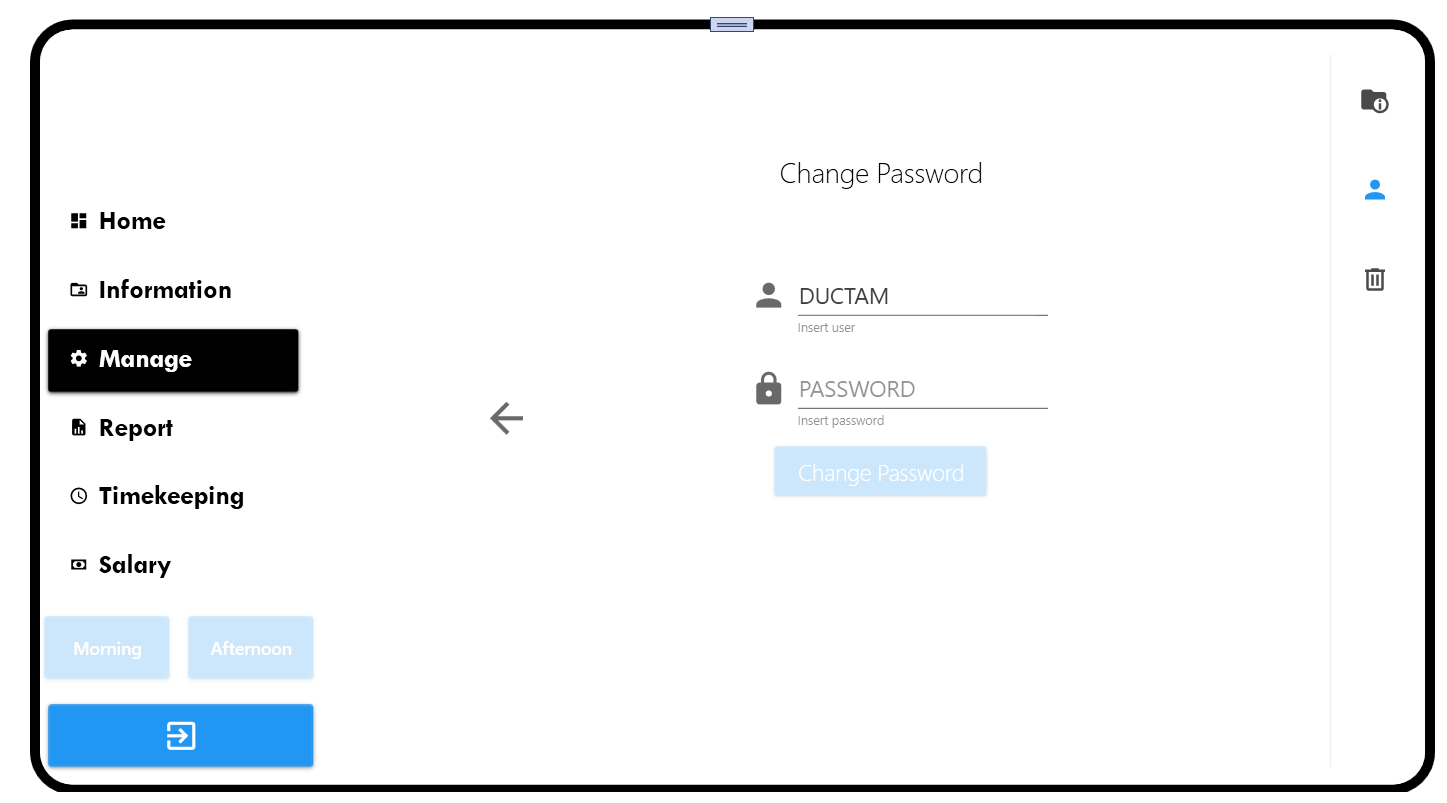 Change Password
Home
Information
Manage
Report
Timekeeping
Salary
Morning
Afternoon
DUCTAM
Insert user
PASSWORD
Insert password
Change Password